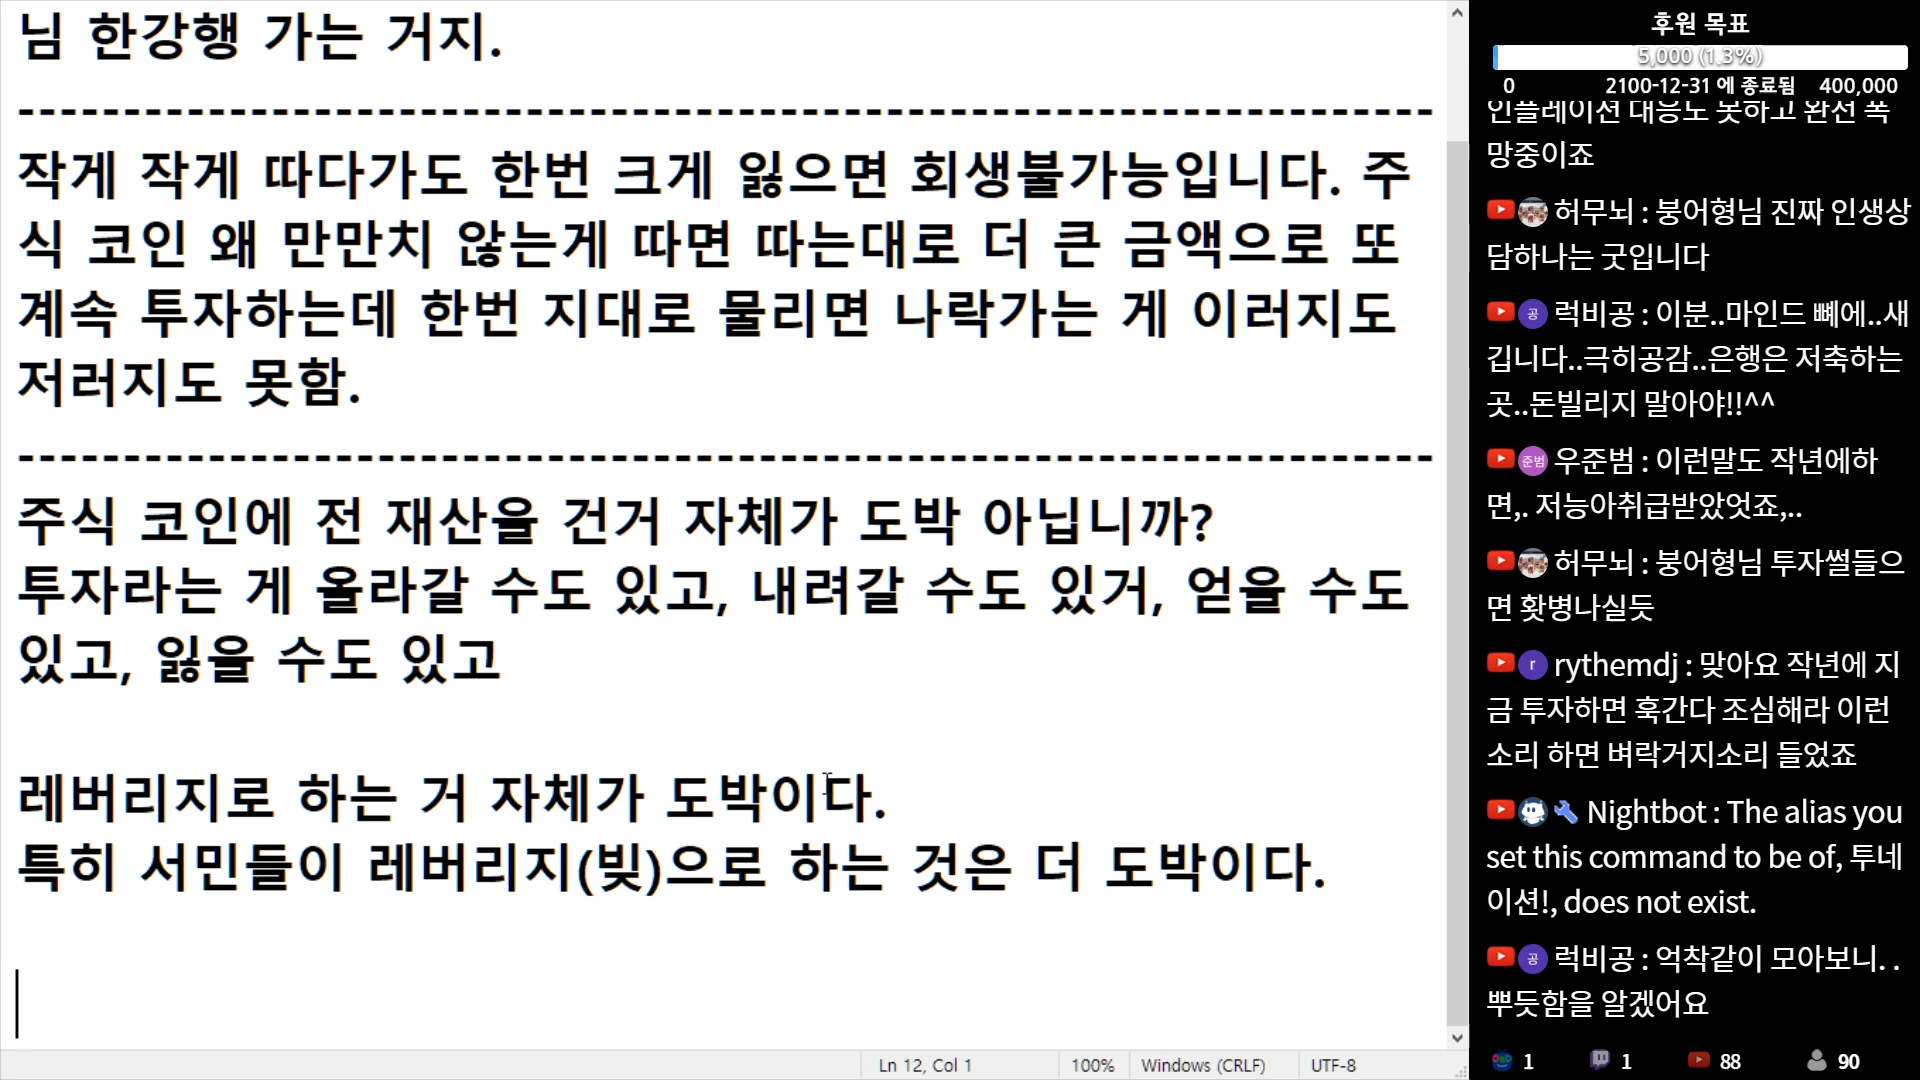 님 한강행 가는 거지.
--------------------------------------------------------------------
작게 작게 따다가도 한번 크게 잃으면 회생불가능입니다. 주
식 코인 왜 만만치 않는게 따면 따는대로 더 큰 금액으로 또
계속 투자하는데 한번 지대로 물리면 나락가는 게 이러지도
저러지도 못함.
--------------------------------------------------------------------
주식 코인에 전 재산을 건거 자체가 도박 아닙니까?
투자라는 게 올라갈 수도 있고, 내려갈 수도 있거, 얻을 수도
있고, 잃을 수도 있고
레버리지로 하는 거 자체가 도박이다.
특히 서민들이 레버리지(빚)으로 하는 것은 더 도박이다.
Ln 12, Col 1
100%
Windows (CRLF)
UTF-8
후원 목표
5,000 (1.3%)
0 2100-12-31 에 종료됨 400,000
인플레이션 대응도 못하고 완전 폭
망중이죠
허무뇌 : 붕어형님 진짜 인생상
담하나는 굿입니다
공 럭비공 : 이분..마인드 뼈에..새
깁니다..극히공감..은행은 저축하는
곳..돈빌리지 말아야!!^^
준범 우준범 : 이런말도 작년에하
면,. 저능아취급받았엇죠,..
허무뇌 : 붕어형님 투자썰들으
면 홧병나실듯
r rythemdj : 맞아요 작년에 지
금 투자하면 훅간다 조심해라 이런
소리 하면 벼락거지소리 들었죠
Nightbot : The alias you
set this command to be of, 투네
이션!, does not exist.
공 럭비공 : 억착같이 모아보니. .
뿌듯함을 알겠어요
1 1 88 90